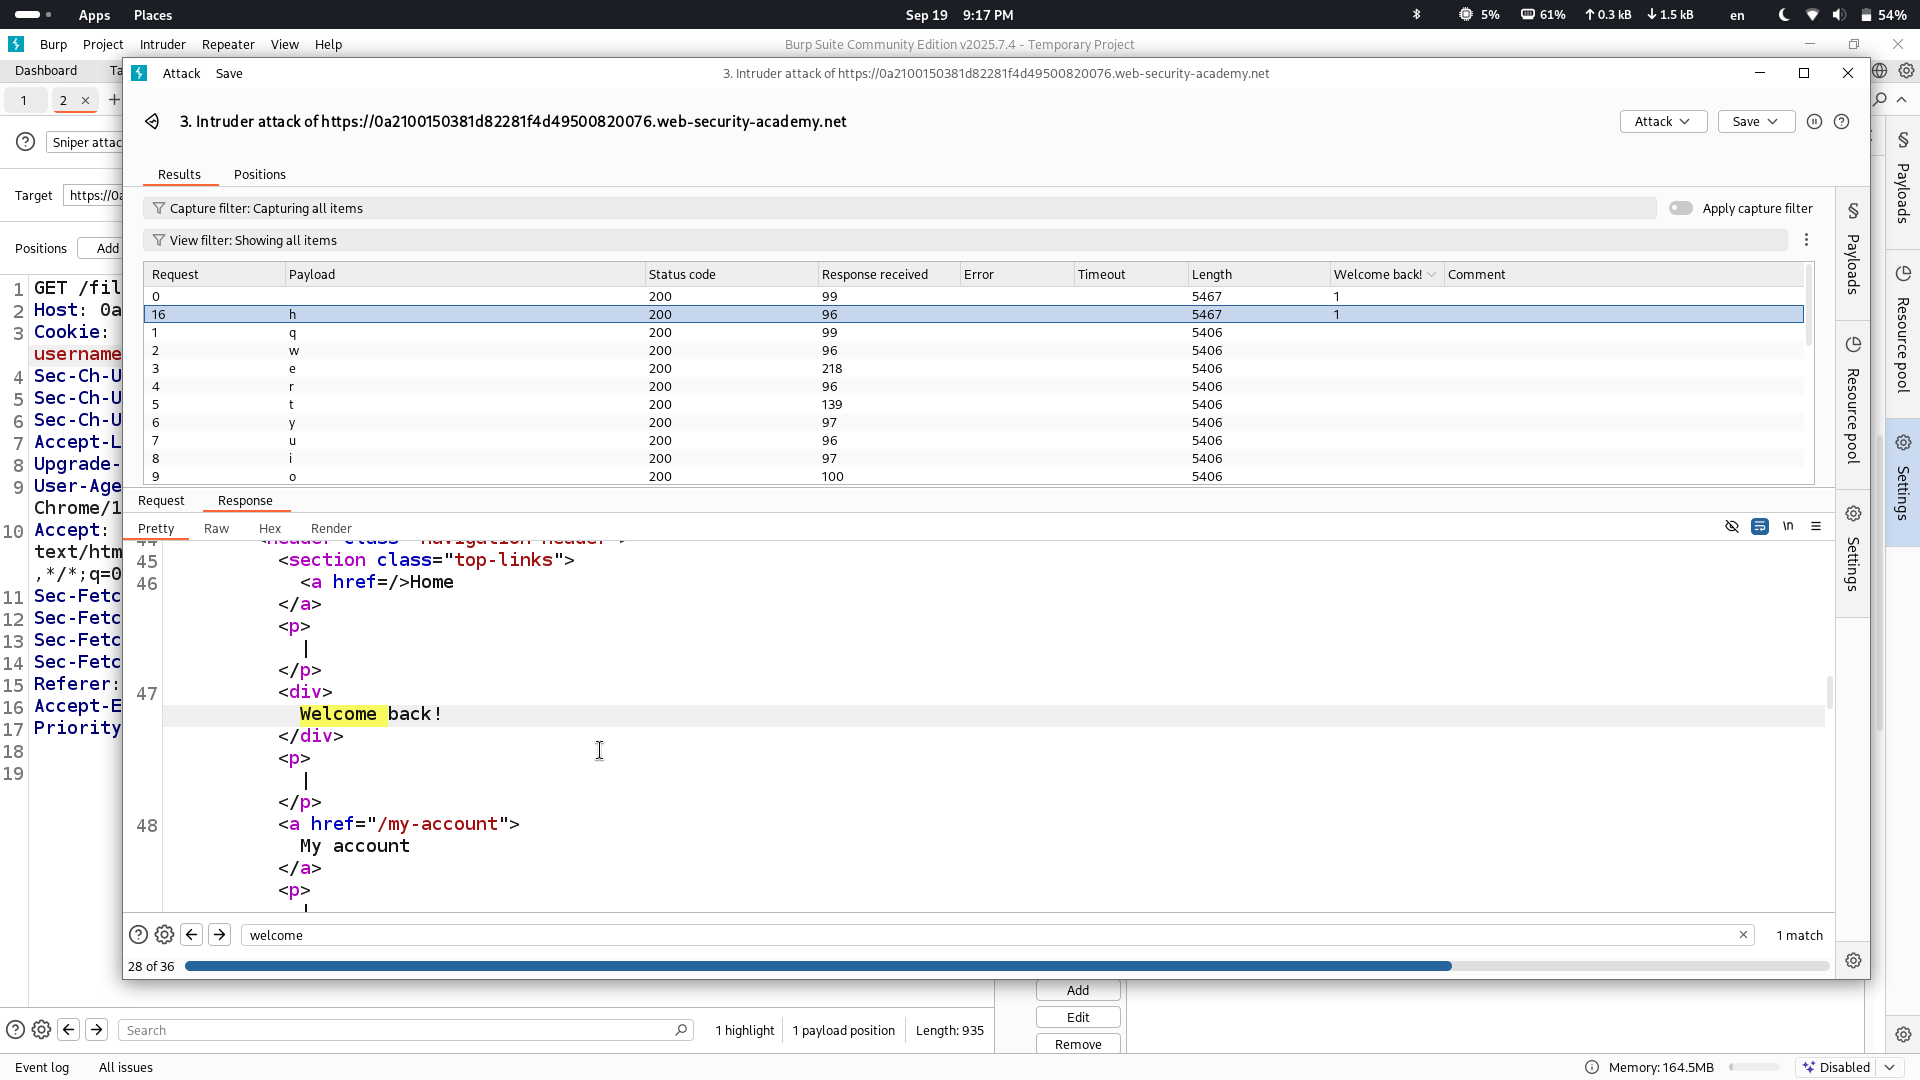 Apps Places Sep 19 9:17 PM 5% 61% 0.3 kB 1.5 kB en 54%
Burp Project Intruder Repeater View Help Burp Suite Community Edition v2025.7.4 - Temporary Project
Dashboard
Attack Save 3. Intruder attack of https://0a2100150381d82281f4d49500820076.web-security-academy.net
1 2 × +
3. Intruder attack of https://0a2100150381d82281f4d49500820076.web-security-academy.net Attack Save
Sniper attac
Results Positions
Target https://0a
Capture filter: Capturing all items Apply capture filter
View filter: Showing all items
Positions Add
Request Payload Status code Response received Error Timeout Length Welcome back! Comment
0 200 99 5467 1
16 h 200 96 5467 1
1 q 200 99 5406
2 w 200 96 5406
3 e 200 218 5406
4 r 200 96 5406
5 t 200 139 5406
6 y 200 97 5406
7 u 200 96 5406
8 i 200 97 5406
9 o 200 100 5406
1 GET /fil
2 Host: 0a
3 Cookie:
username
4 Sec-Ch-U
5 Sec-Ch-U
6 Sec-Ch-U
7 Accept-L
8 Upgrade-
9 User-Age
Chrome/1
10 Accept:
text/htm
,*/*;q=0
11 Sec-Fetc
12 Sec-Fetc
13 Sec-Fetc
14 Sec-Fetc
15 Referer:
16 Accept-E
17 Priority
18
19
Request Response
Pretty Raw Hex Render \n
45 <section class="top-links">
46 <a href=/>Home
</a>
<p>
|
</p>
47 <div>
Welcome back!
</div>
<p>
|
</p>
48 <a href="/my-account">
My account
</a>
<p>
|
welcome 1 match
28 of 36
Payloads
Resource pool
Settings
Payloads
Resource pool
Settings
Add
Edit
Remove
Search 1 highlight 1 payload position Length: 935
Event log All issues Memory: 164.5MB Disabled